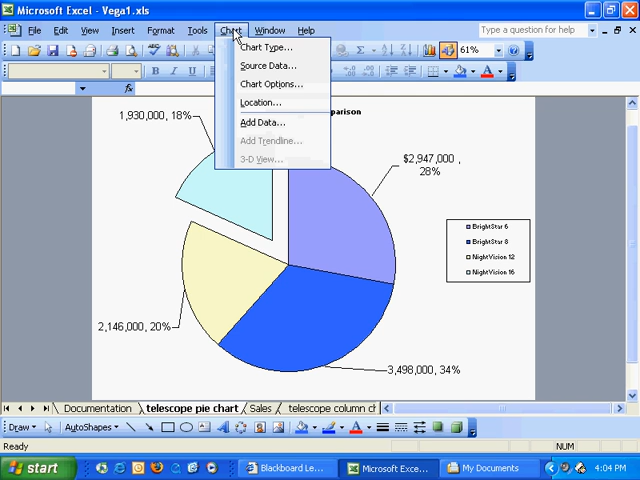 Microsoft Excel - Vega1.xls
File Edit View Insert Format Tools Chart Window Help
Type a question for help
Chart Type...
Source Data...
Chart Options...
Location...
Add Data...
Add Trendline...
3-D View...
61%
B I U
parison
1,930,000, 18%
$2,947,000 ,
28%
BrightStar 6
BrightStar 8
NightVision 12
NightVision 16
2,146,000, 20%
3,498,000, 34%
Documentation telescope pie chart Sales telescope column ch
Draw AutoShapes
Ready
NUM
start
Blackboard Le...
Microsoft Exce...
My Documents
4:04 PM